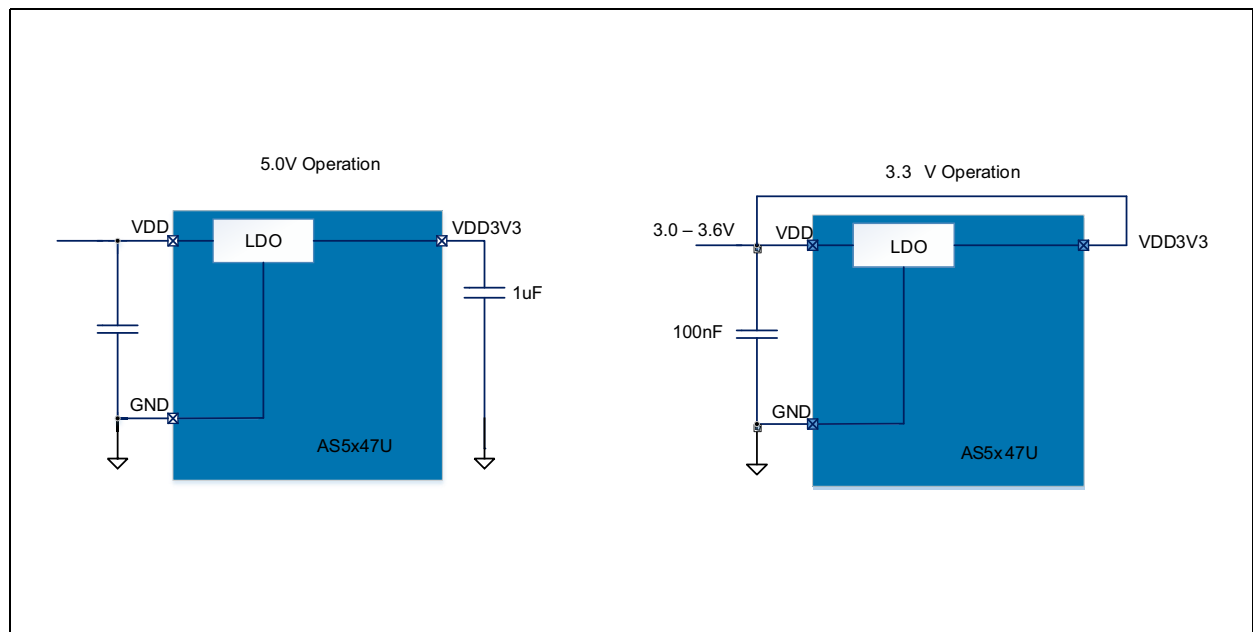 5.0V Operation
VDD
LDO
VDD3V3
1uF
GND
AS5x47U
3.3 V Operation
3.0 – 3.6V
VDD
LDO
VDD3V3
100nF
GND
AS5x47U